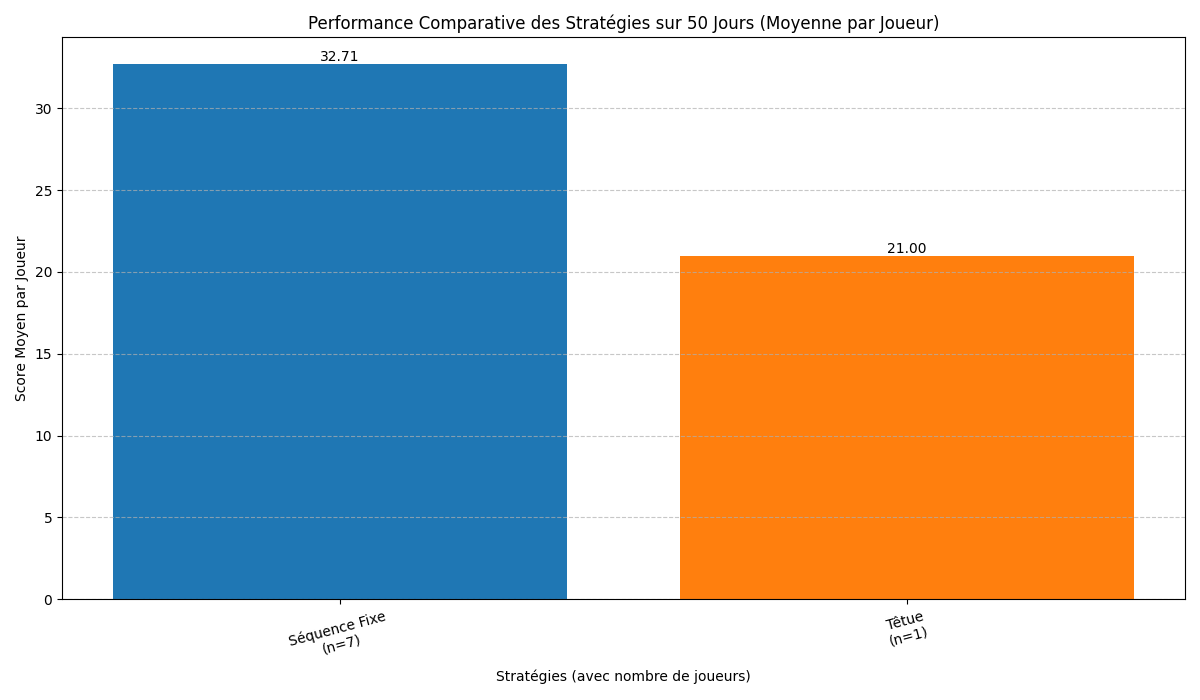 Performance Comparative des Stratégies sur 50 Jours (Moyenne par Joueur)
32.71
21.00
30
25
20
15
10
5
0
Score Moyen par Joueur
Séquence Fixe
(n=7)
Têtue
(n=1)
Stratégies (avec nombre de joueurs)